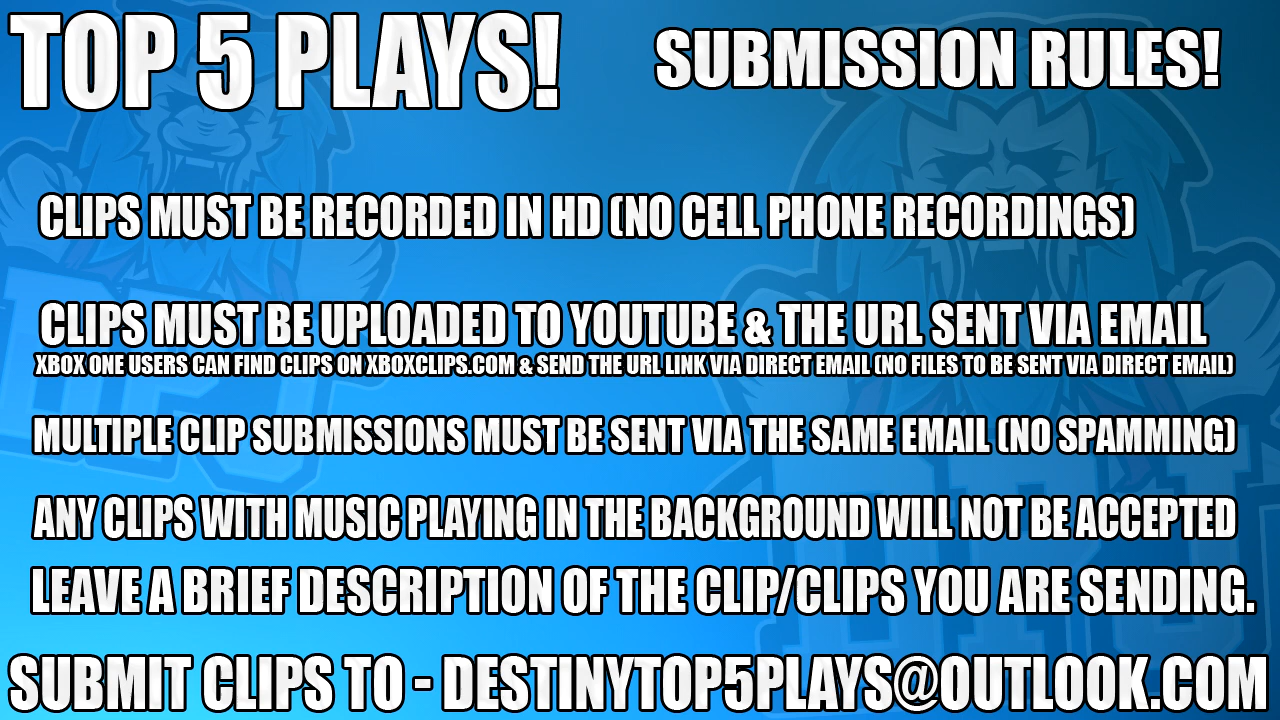 TOP 5 PLAYS!
SUBMISSION RULES!
CLIPS MUST BE RECORDED IN HD (NO CELL PHONE RECORDINGS)
CLIPS MUST BE UPLOADED TO YOUTUBE & THE URL SENT VIA EMAIL
XBOX ONE USERS CAN FIND CLIPS ON XBOXCLIPS.COM & SEND THE URL LINK VIA DIRECT EMAIL (NO FILES TO BE SENT VIA DIRECT EMAIL)
MULTIPLE CLIP SUBMISSIONS MUST BE SENT VIA THE SAME EMAIL (NO SPAMMING)
ANY CLIPS WITH MUSIC PLAYING IN THE BACKGROUND WILL NOT BE ACCEPTED
LEAVE A BRIEF DESCRIPTION OF THE CLIP/CLIPS YOU ARE SENDING.
SUBMIT CLIPS TO - DESTINYTOP5PLAYS@OUTLOOK.COM